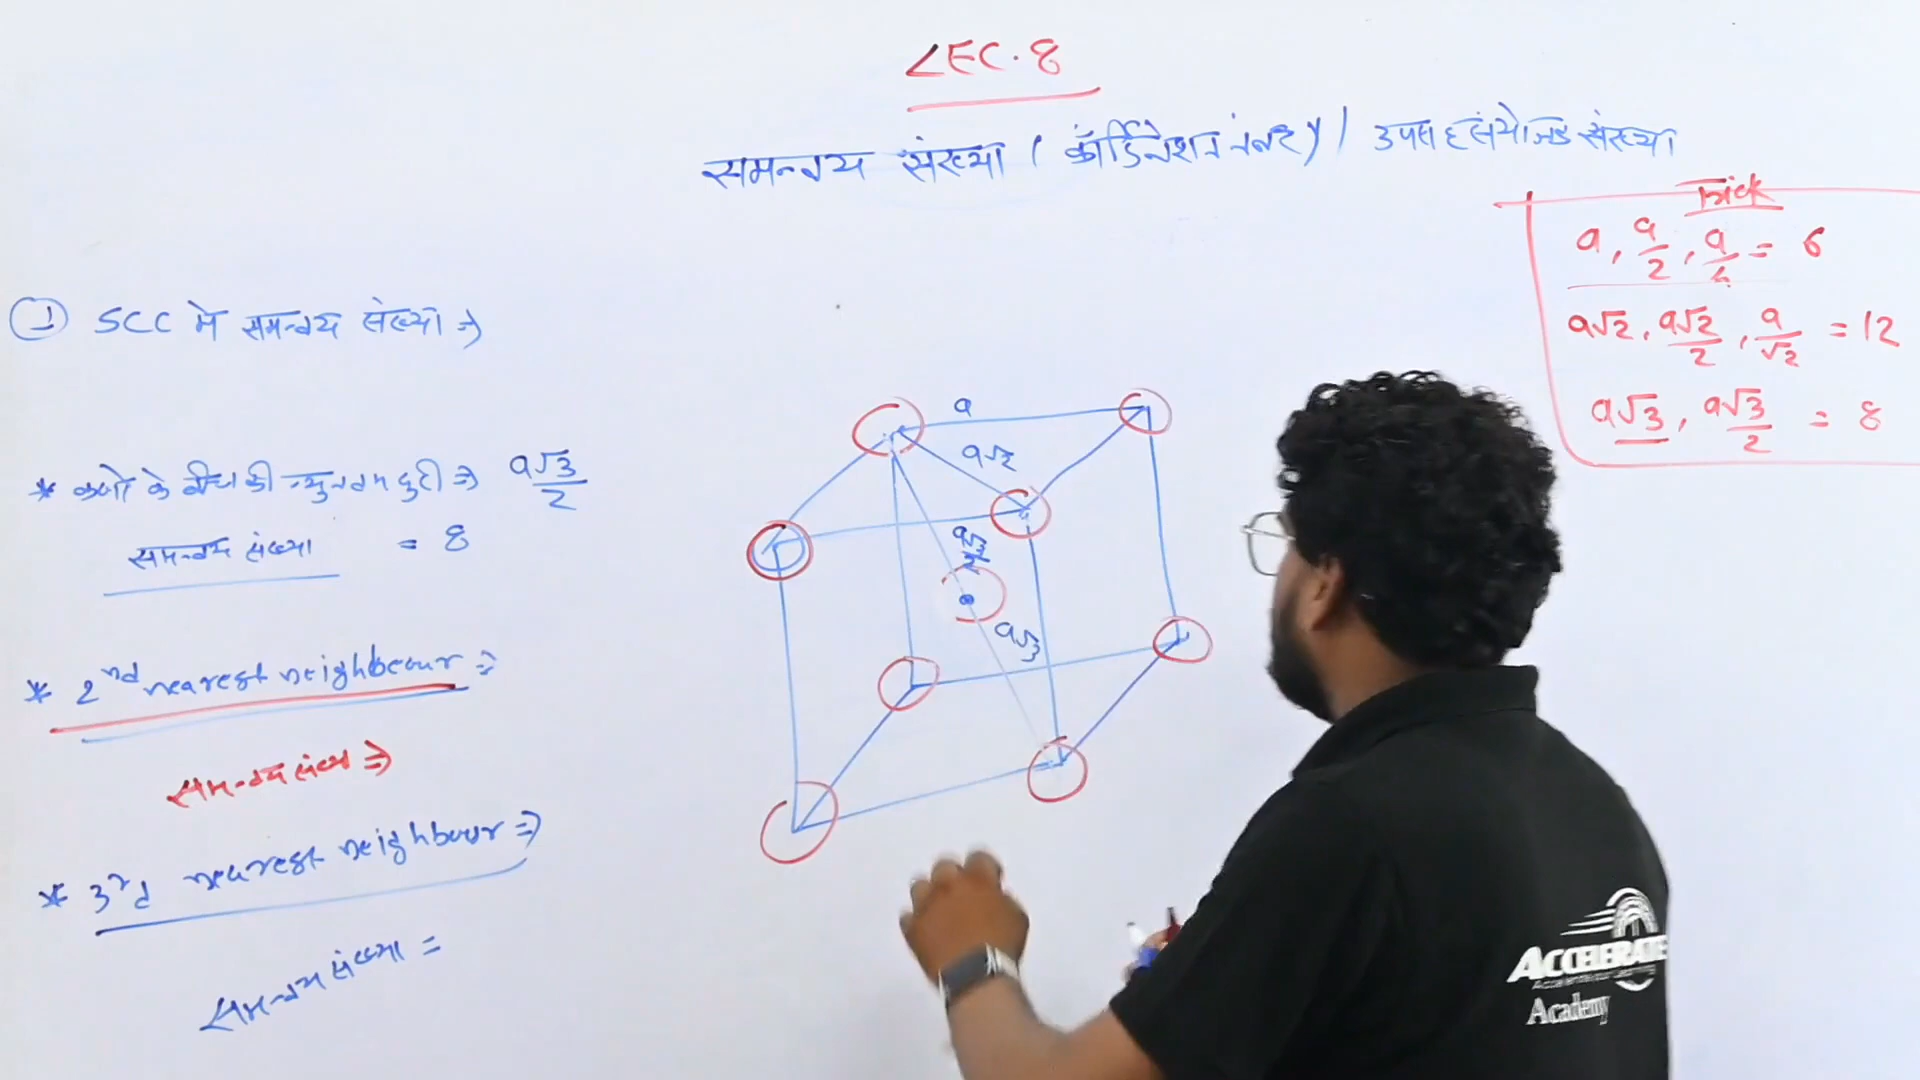 LEC. 8
समन्वय संख्या ( कॉर्डिनेशन नंबर ) / उपसहसंयोजक संख्या
Trick
a, a/2, a/4 = 6
a√2, a√2/2, a/√2 = 12
a√3, a√3/2 = 8
① SCC में समन्वय संख्या ⇒
* कणों के बीच की न्युनतम दुरी ⇒ a√3/2
समन्वय संख्या = 8
* 2nd nearest neighbour ⇒
समन्वय संख्या ⇒
* 3rd nearest neighbour ⇒
समन्वय संख्या =
a
a√2
a√3/2
a√3
ACCELERATE
Academy